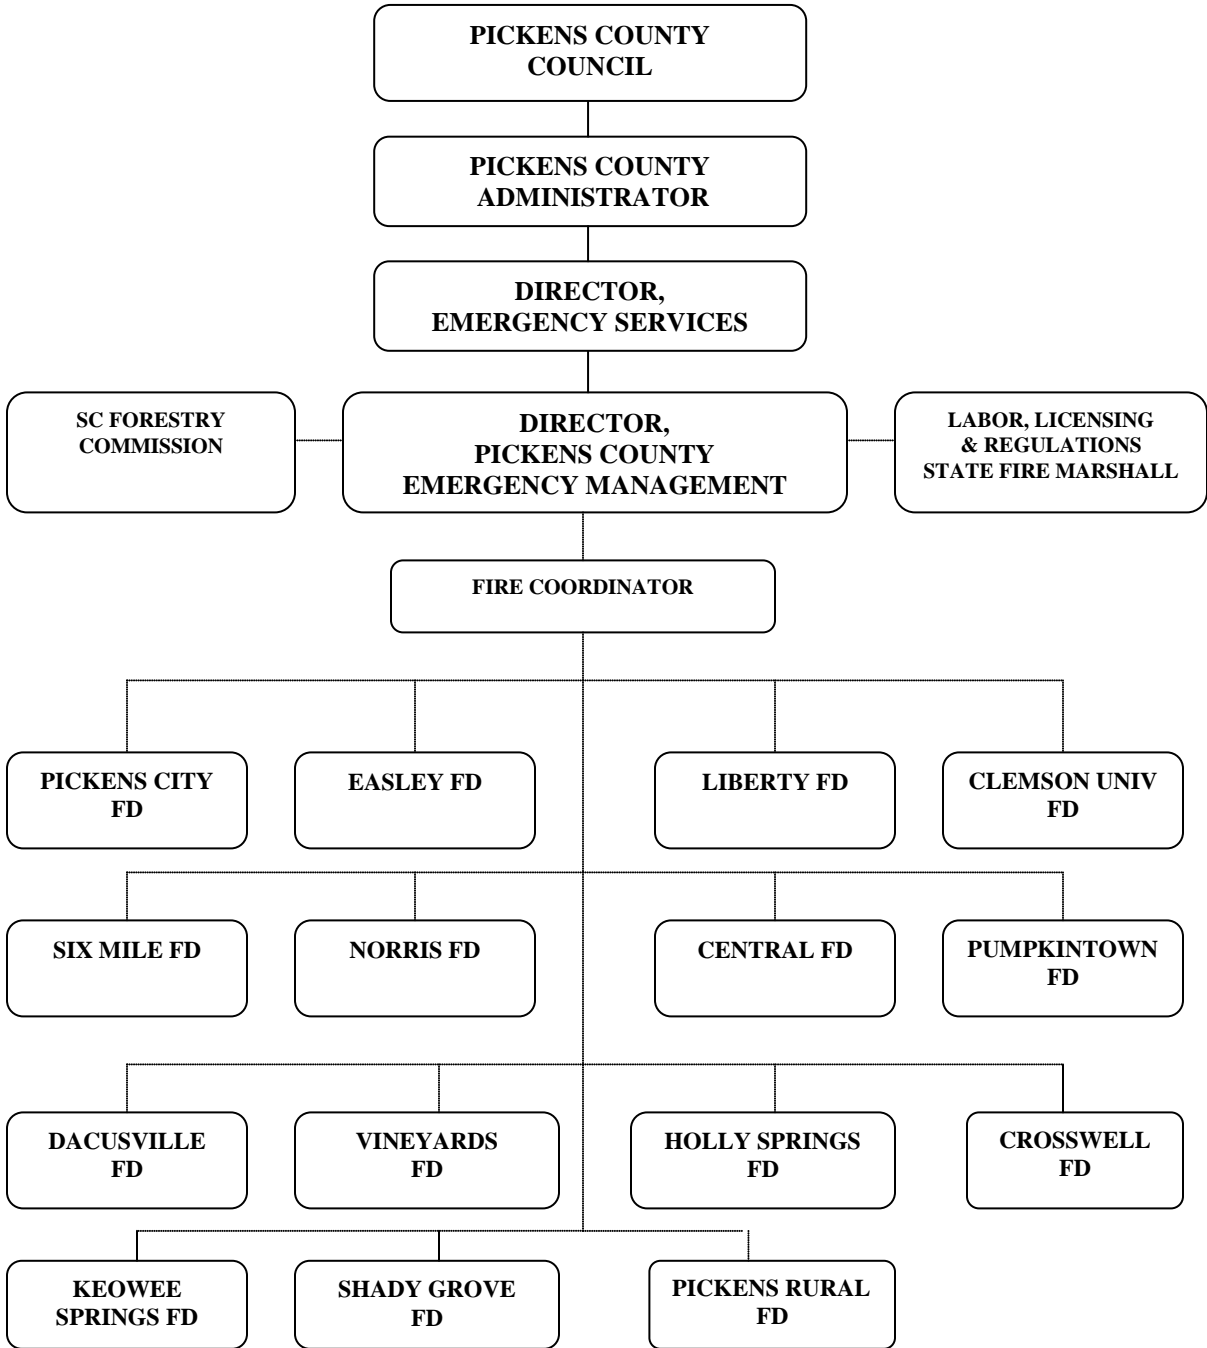 PICKENS COUNTY
COUNCIL
PICKENS COUNTY
ADMINISTRATOR
DIRECTOR,
EMERGENCY SERVICES
SC FORESTRY
COMMISSION
DIRECTOR,
PICKENS COUNTY
EMERGENCY MANAGEMENT
LABOR, LICENSING
& REGULATIONS
STATE FIRE MARSHALL
FIRE COORDINATOR
PICKENS CITY
FD
EASLEY FD
LIBERTY FD
CLEMSON UNIV
FD
SIX MILE FD
NORRIS FD
CENTRAL FD
PUMPKINTOWN
FD
DACUSVILLE
FD
VINEYARDS
FD
HOLLY SPRINGS
FD
CROSSWELL
FD
KEOWEE
SPRINGS FD
SHADY GROVE
FD
PICKENS RURAL
FD